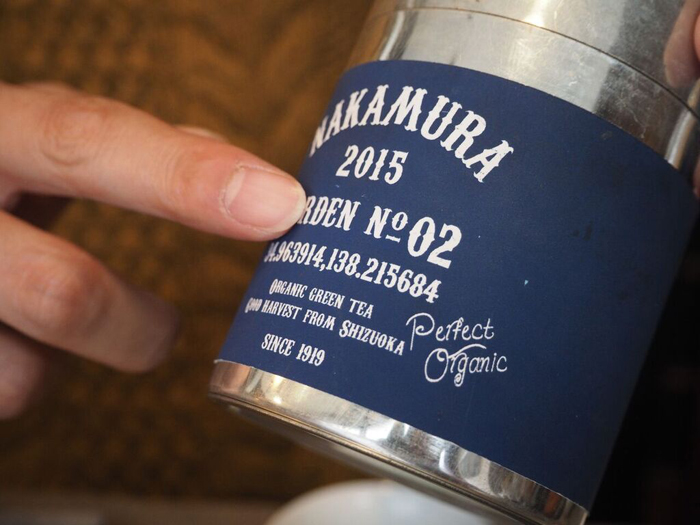 NAKAMURA
2015
RDEN Nº02
4.963914,138.215684
ORGANIC GREEN TEA
GOOD HARVEST FROM SHIZUOKA
SINCE 1919
Perfect
Organic